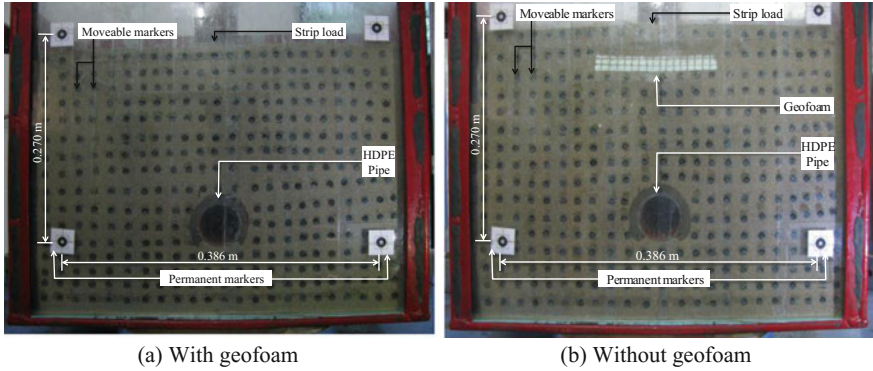 Moveable markers
Strip load
0.270 m
HDPE
Pipe
0.386 m
Permanent markers
(a) With geofoam
Moveable markers
Strip load
Geofoam
0.270 m
HDPE
Pipe
0.386 m
Permanent markers
(b) Without geofoam